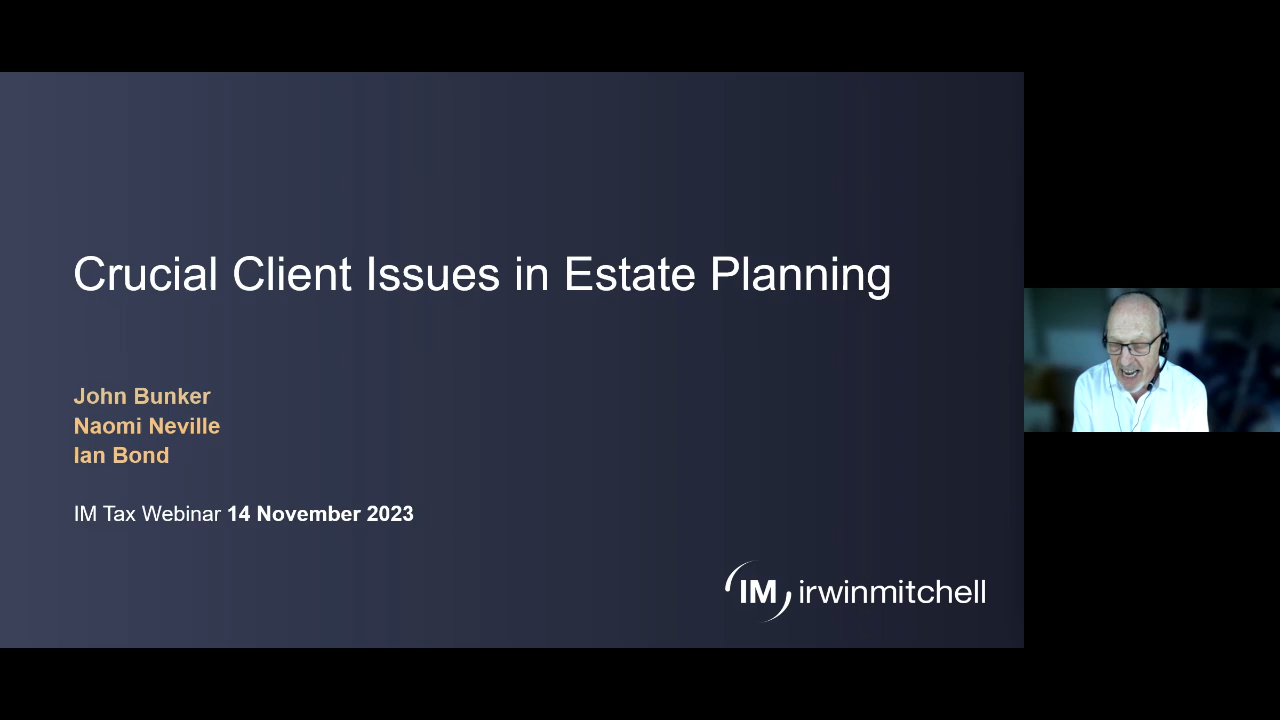 Crucial Client Issues in Estate Planning
John Bunker
Naomi Neville
Ian Bond
IM Tax Webinar 14 November 2023
IM irwinmitchell